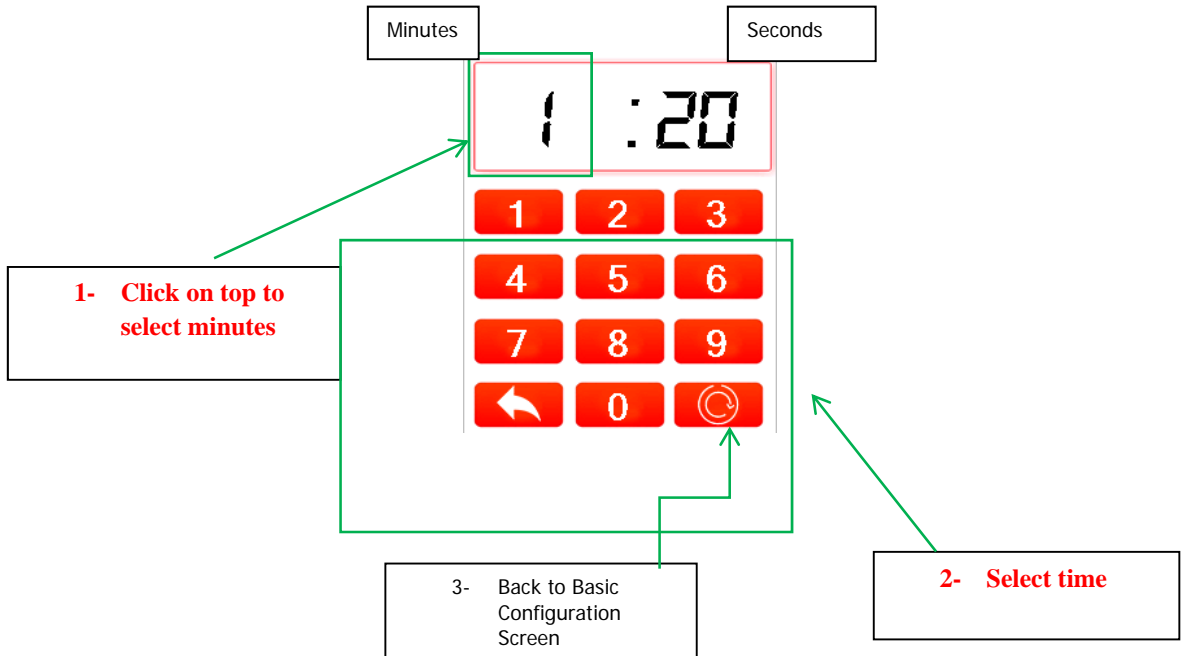 Minutes
Seconds
1 :20
1 2 3
4 5 6
1- Click on top to
select minutes
7 8 9
0
2- Select time
3- Back to Basic
Configuration
Screen